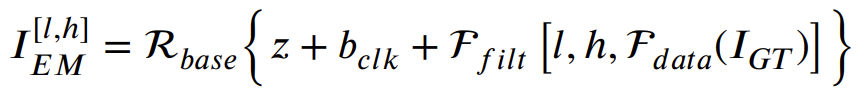 $I_{EM}^{[l,h]} = \mathcal{R}_{base}\left\{ z + b_{clk} + \mathcal{F}_{filt}\left[l, h, \mathcal{F}_{data}(I_{GT})\right]\right\}$